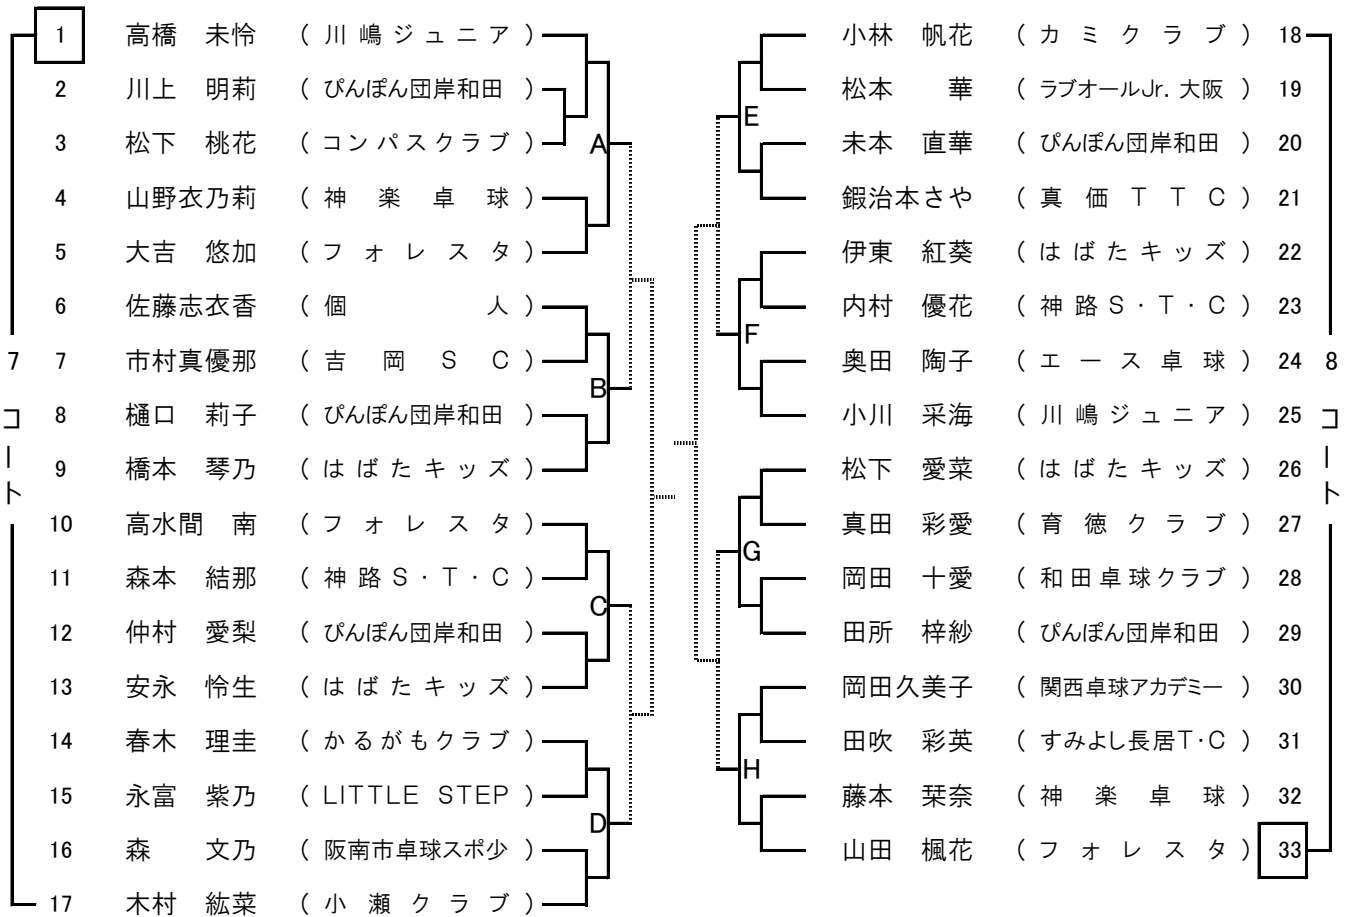 1 高橋 未怜 (川嶋ジュニア)
2 川上 明莉 (ぴんぽん団岸和田)
3 松下 桃花 (コンパスクラブ)
A
4 山野衣乃莉 (神楽卓球)
5 大吉 悠加 (フォレスタ)
6 佐藤志衣香 (個人)
7 市村真優那 (吉岡SC)
B
8 樋口 莉子 (ぴんぽん団岸和田)
9 橋本 琴乃 (はばたキッズ)
10 高水間 南 (フォレスタ)
11 森本 結那 (神路S・T・C)
C
12 仲村 愛梨 (ぴんぽん団岸和田)
13 安永 怜生 (はばたキッズ)
14 春木 理圭 (かるがもクラブ)
15 永富 紫乃 (LITTLE STEP)
D
16 森 文乃 (阪南市卓球スポ少)
17 木村 紘菜 (小瀬クラブ)
7コート
小林 帆花 (カミクラブ) 18
松本 華 (ラブオールJr.大阪) 19
E
未本 直華 (ぴんぽん団岸和田) 20
鍜治本さや (真価TTC) 21
伊東 紅葵 (はばたキッズ) 22
内村 優花 (神路S・T・C) 23
F
奥田 陶子 (エース卓球) 24
小川 采海 (川嶋ジュニア) 25
松下 愛菜 (はばたキッズ) 26
真田 彩愛 (育徳クラブ) 27
G
岡田 十愛 (和田卓球クラブ) 28
田所 梓紗 (ぴんぽん団岸和田) 29
岡田久美子 (関西卓球アカデミー) 30
田吹 彩英 (すみよし長居T・C) 31
H
藤本 栞奈 (神楽卓球) 32
山田 楓花 (フォレスタ) 33
8コート